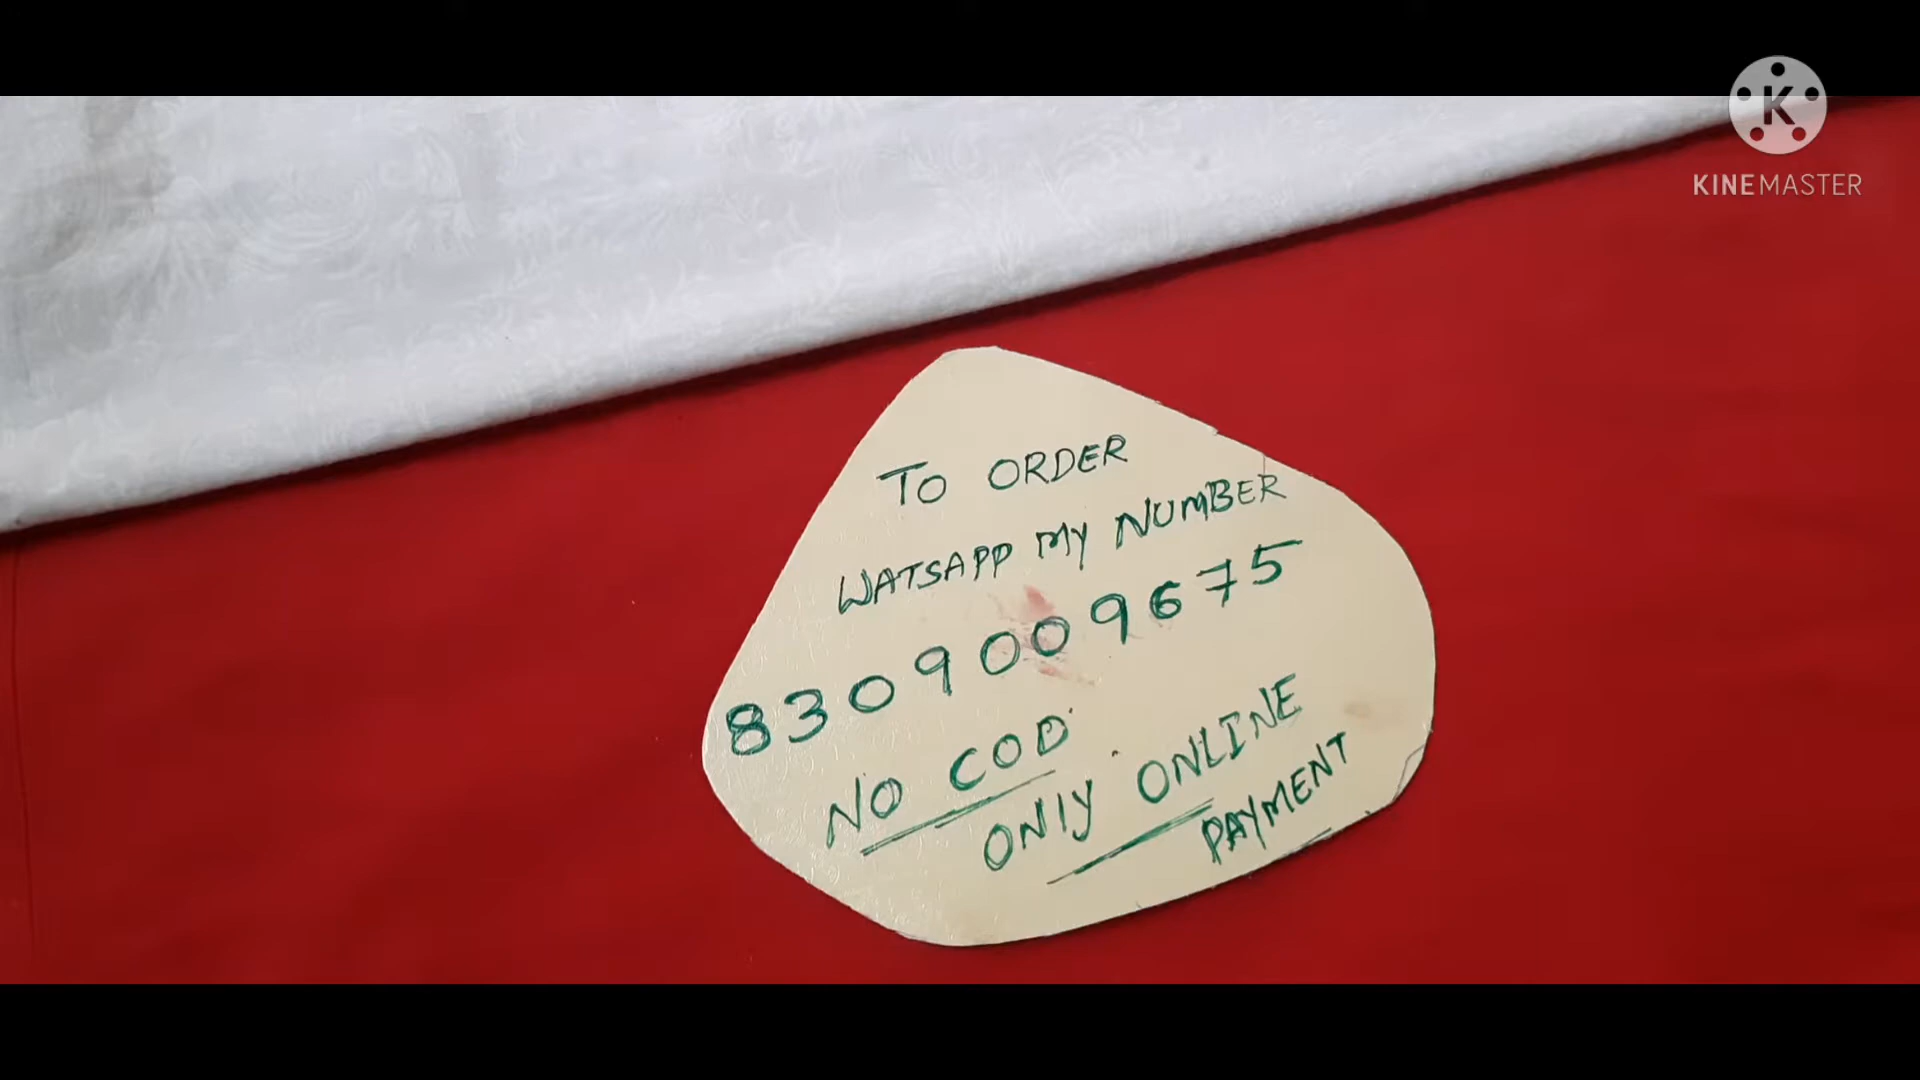 KINEMASTER
TO ORDER
WATSAPP MY NUMBER
8309009675
NO COD
ONLY ONLINE
PAYMENT